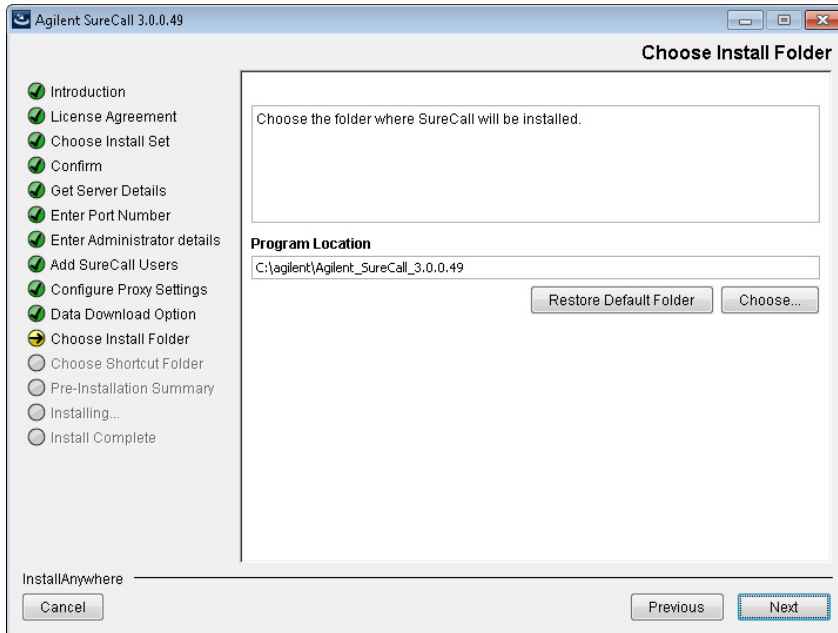 Agilent SureCall 3.0.0.49
Choose Install Folder
Introduction
License Agreement
Choose Install Set
Confirm
Get Server Details
Enter Port Number
Enter Administrator details
Add SureCall Users
Configure Proxy Settings
Data Download Option
Choose Install Folder
Choose Shortcut Folder
Pre-Installation Summary
Installing...
Install Complete
Choose the folder where SureCall will be installed.
Program Location
C:\agilent\Agilent_SureCall_3.0.0.49
Restore Default Folder
Choose...
InstallAnywhere
Cancel
Previous
Next